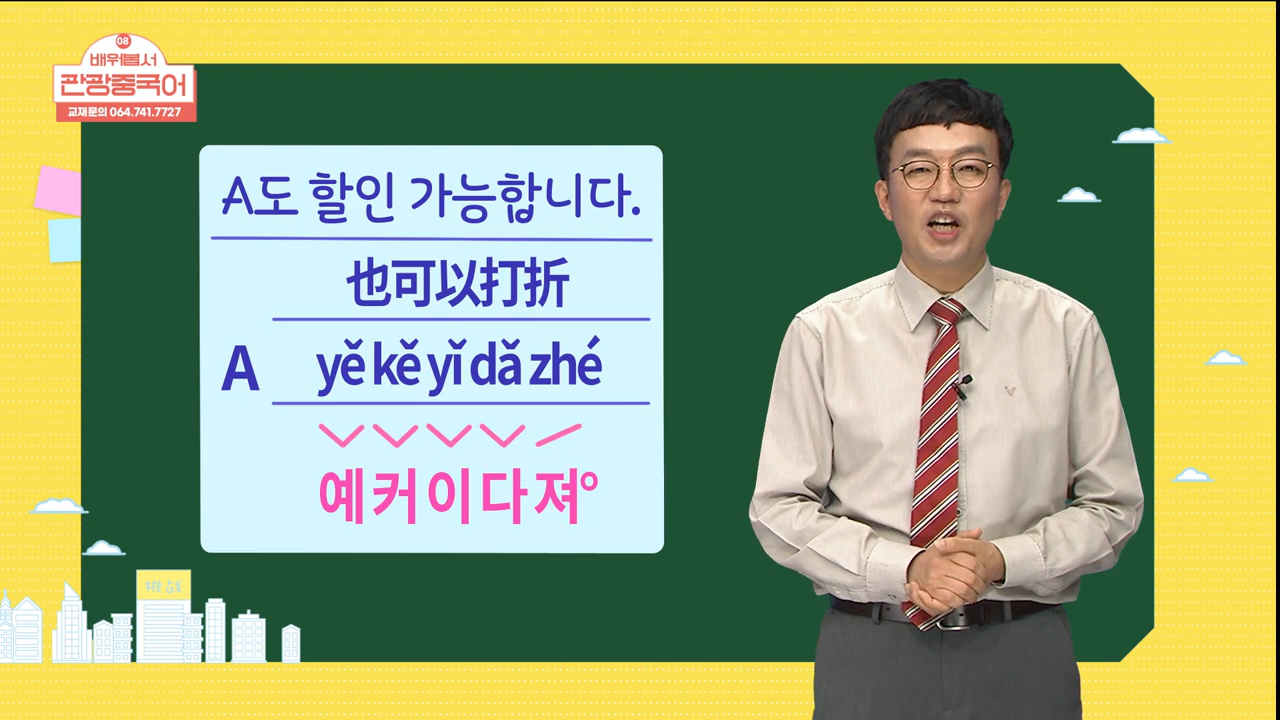 08
배워봅서
관광중국어
교재문의 064.741.7727
A도 할인 가능합니다.
也可以打折
A yě kě yǐ dǎ zhé
예 커 이 다 져°
挑战